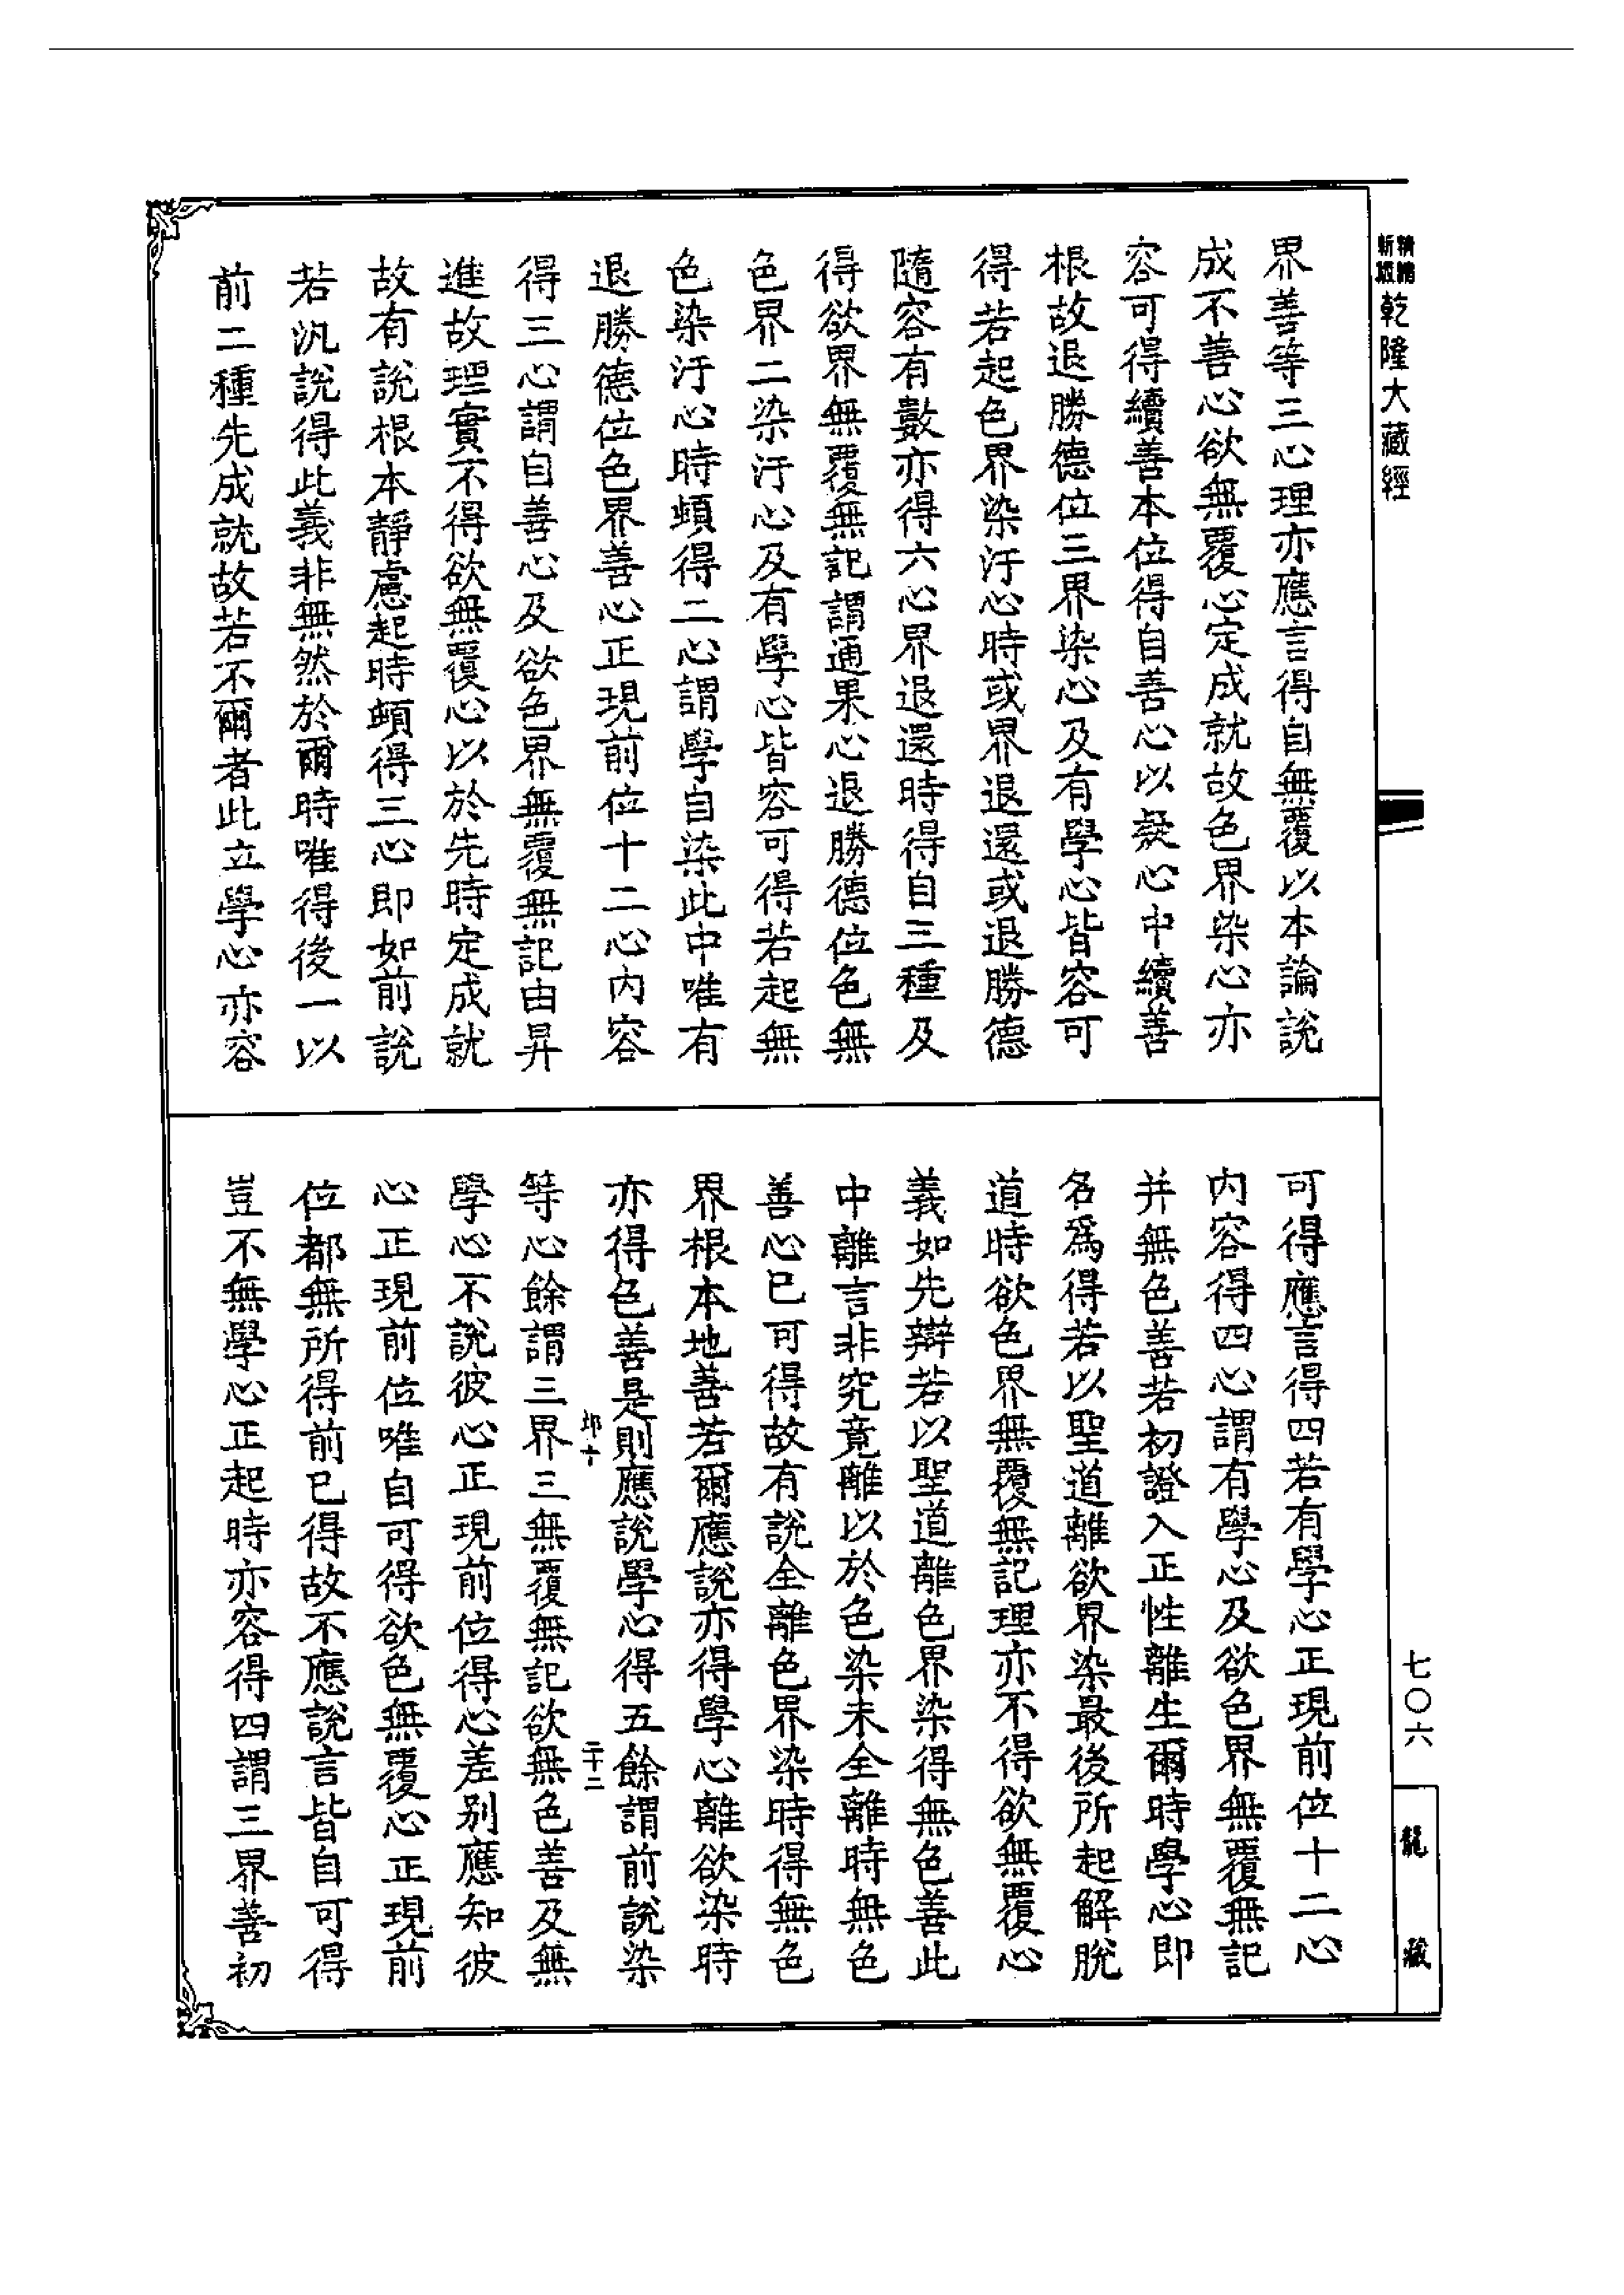 乾隆大藏經
界善等三心理亦應言得自無覆以本論說
成不善心欲無覆心定成就故色界染心亦
容可得續善本位得自善心以疑心中續善
根故退勝德位三界染心及有學心皆容可
得若起色界染汙心時或界退還或退勝德
隨容有數亦得六心界退還時得自三種及
得欲界無覆無記謂通果心退勝德位色無
色界二染汙心及有學心皆容可得若起無
色染汙心時頓得二心謂學自染此中唯有
退勝德位色界善心正現前位十二心內容
得三心謂自善心及欲色界無覆無記由昇
進故理實不得欲無覆心以於先時定成就
故有說根本靜慮起時頓得三心即如前說
若汎說得此義非無然於爾時唯得後一以
前二種先成就故若不爾者此立學心亦容
可得應言得四若有學心正現前位十二心
內容得四心謂有學心及欲色界無覆無記
并無色善若初證入正性離生爾時學心即
名爲得若以聖道離欲界染最後所起解脫
道時欲色界無覆無記理亦不得欲無覆心
義如先辯若以聖道離色界染得無色善此
中離言非究竟離以於色染未全離時無色
善心已可得故有說全離色界染時得無色
界根本地善若爾應說亦得學心離欲染時
亦得色善是則應說學心得五餘謂前說染
二十二
等心餘謂三界三無覆無記欲無色善及無
學心不說彼心正現前位得心差別應知彼
心正現前位唯自可得欲色無覆心正現前
位都無所得前已得故不應說言皆自可得
豈不無學心正起時亦容得四謂三界善初
七〇六
龍藏